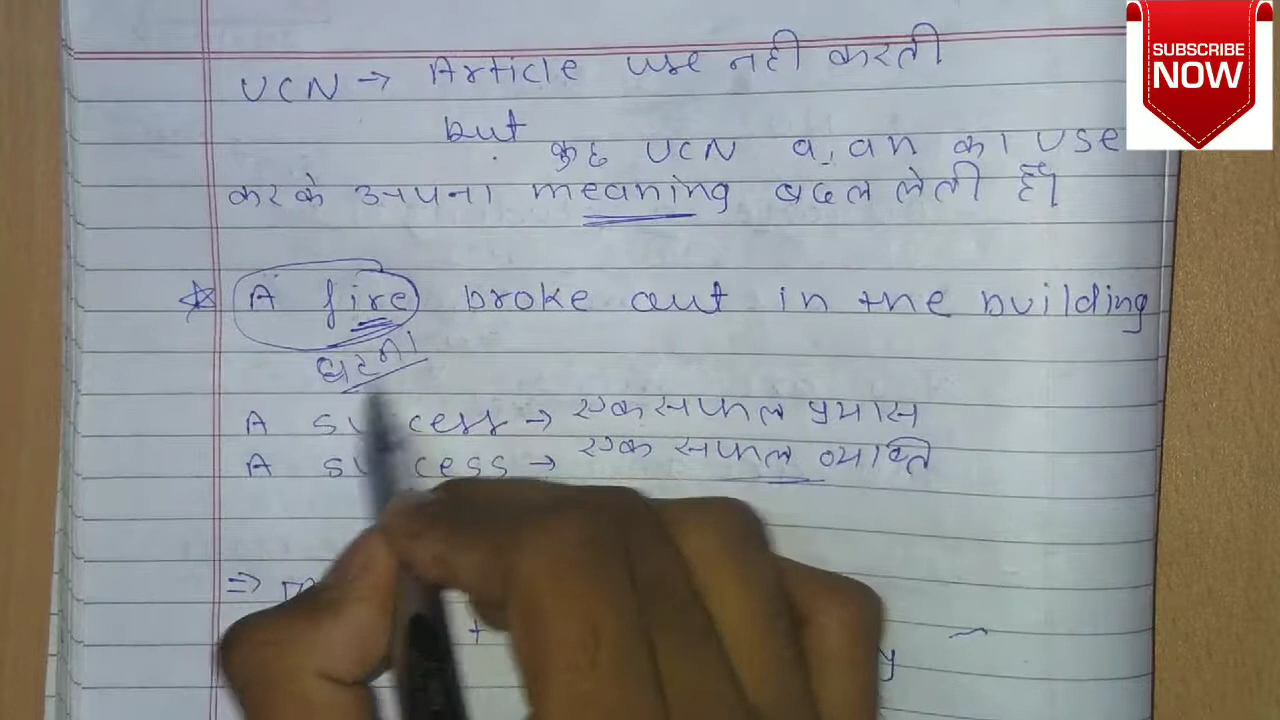 UCN → Article use नही करती
but
कुछ UCN a, an का use
करके अपना meaning बदल लेती है।
A fire broke out in the building
घटना
A success → एक सफल प्रयास
A success → एक सफल व्यक्ति
⇒
+
y
SUBSCRIBE
NOW